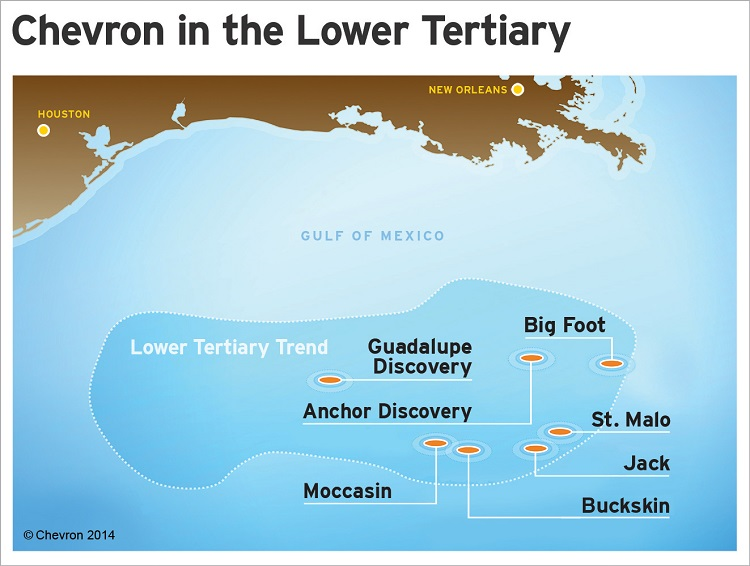 Chevron in the Lower Tertiary
NEW ORLEANS
HOUSTON
GULF OF MEXICO
Big Foot
Lower Tertiary Trend
Guadalupe
Discovery
Anchor Discovery
St. Malo
Jack
Moccasin
Buckskin
© Chevron 2014